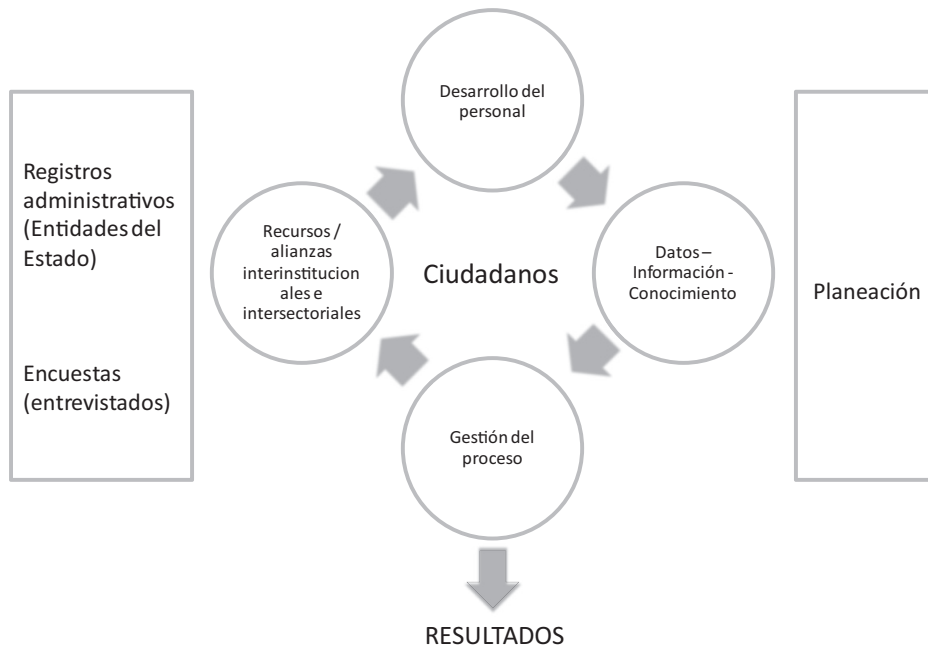 Desarrollo del
personal
Registros
administrativos
(Entidades del
Estado)
Encuestas
(entrevistados)
Recursos /
alianzas
interinstitucion
ales e
intersectoriales
Ciudadanos
Datos –
Información -
Conocimiento
Planeación
Gestión del
proceso
RESULTADOS